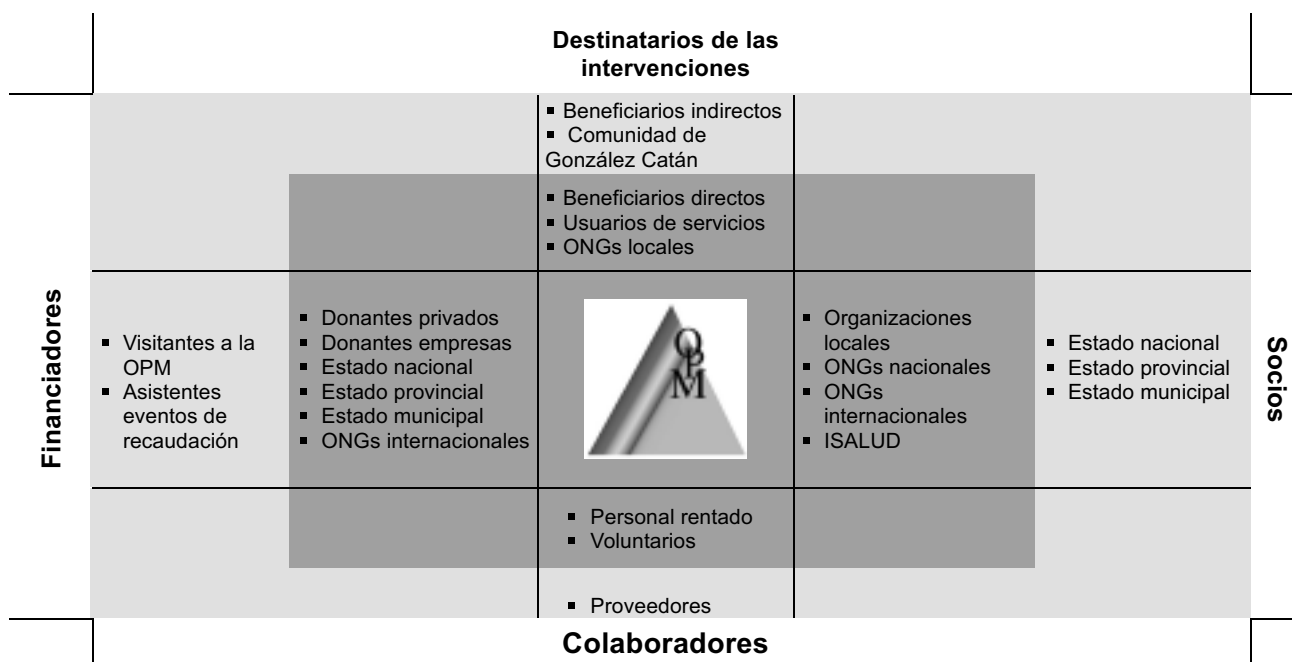 Destinatarios de las
intervenciones
▪ Beneficiarios indirectos
▪ Comunidad de
González Catán
▪ Beneficiarios directos
▪ Usuarios de servicios
▪ ONGs locales
Financiadores
▪ Visitantes a la
OPM
▪ Asistentes
eventos de
recaudación
▪ Donantes privados
▪ Donantes empresas
▪ Estado nacional
▪ Estado provincial
▪ Estado municipal
▪ ONGs internacionales
OPM
▪ Organizaciones
locales
▪ ONGs nacionales
▪ ONGs
internacionales
▪ ISALUD
▪ Estado nacional
▪ Estado provincial
▪ Estado municipal
Socios
▪ Personal rentado
▪ Voluntarios
▪ Proveedores
Colaboradores